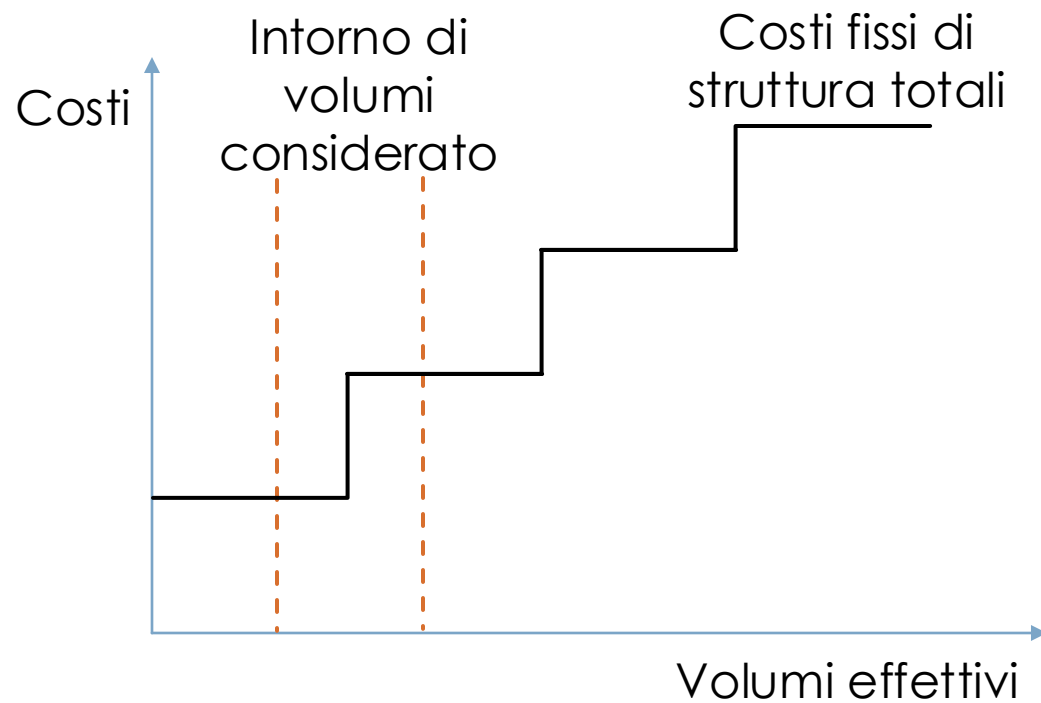 Costi
Intorno di
volumi
considerato
Costi fissi di
struttura totali
Volumi effettivi